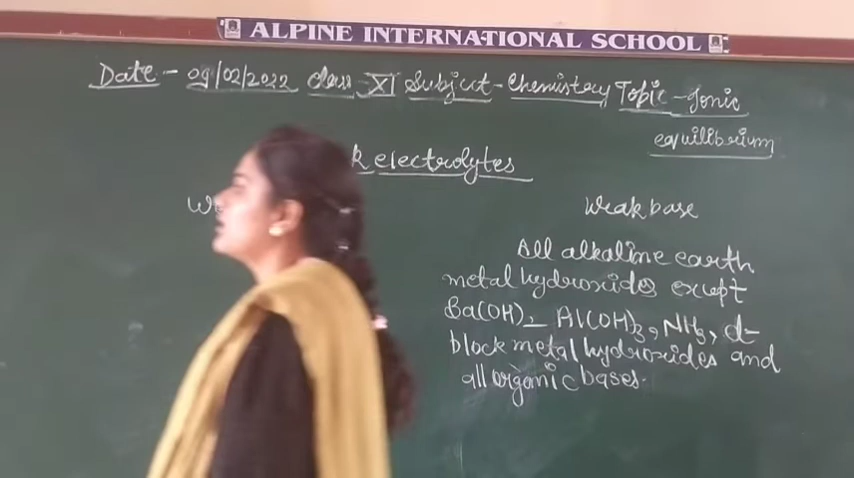 ALPINE INTERNATIONAL SCHOOL
Date - 09/02/2022 class - XI Subject - Chemistry Topic - Ionic
equilibrium
k electrolytes
We
Weak base
All alkaline earth
metal hydroxides except
Ba(OH)2 Al(OH)3, NH3, d-
block metal hydroxides and
all organic bases.